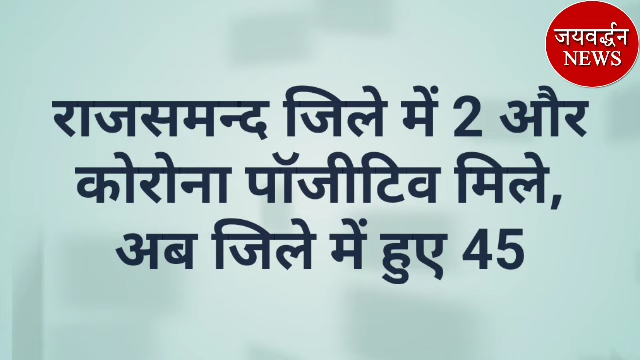 जयवर्द्धन
NEWS
राजसमन्द जिले में 2 और
कोरोना पॉजीटिव मिले,
अब जिले में हुए 45